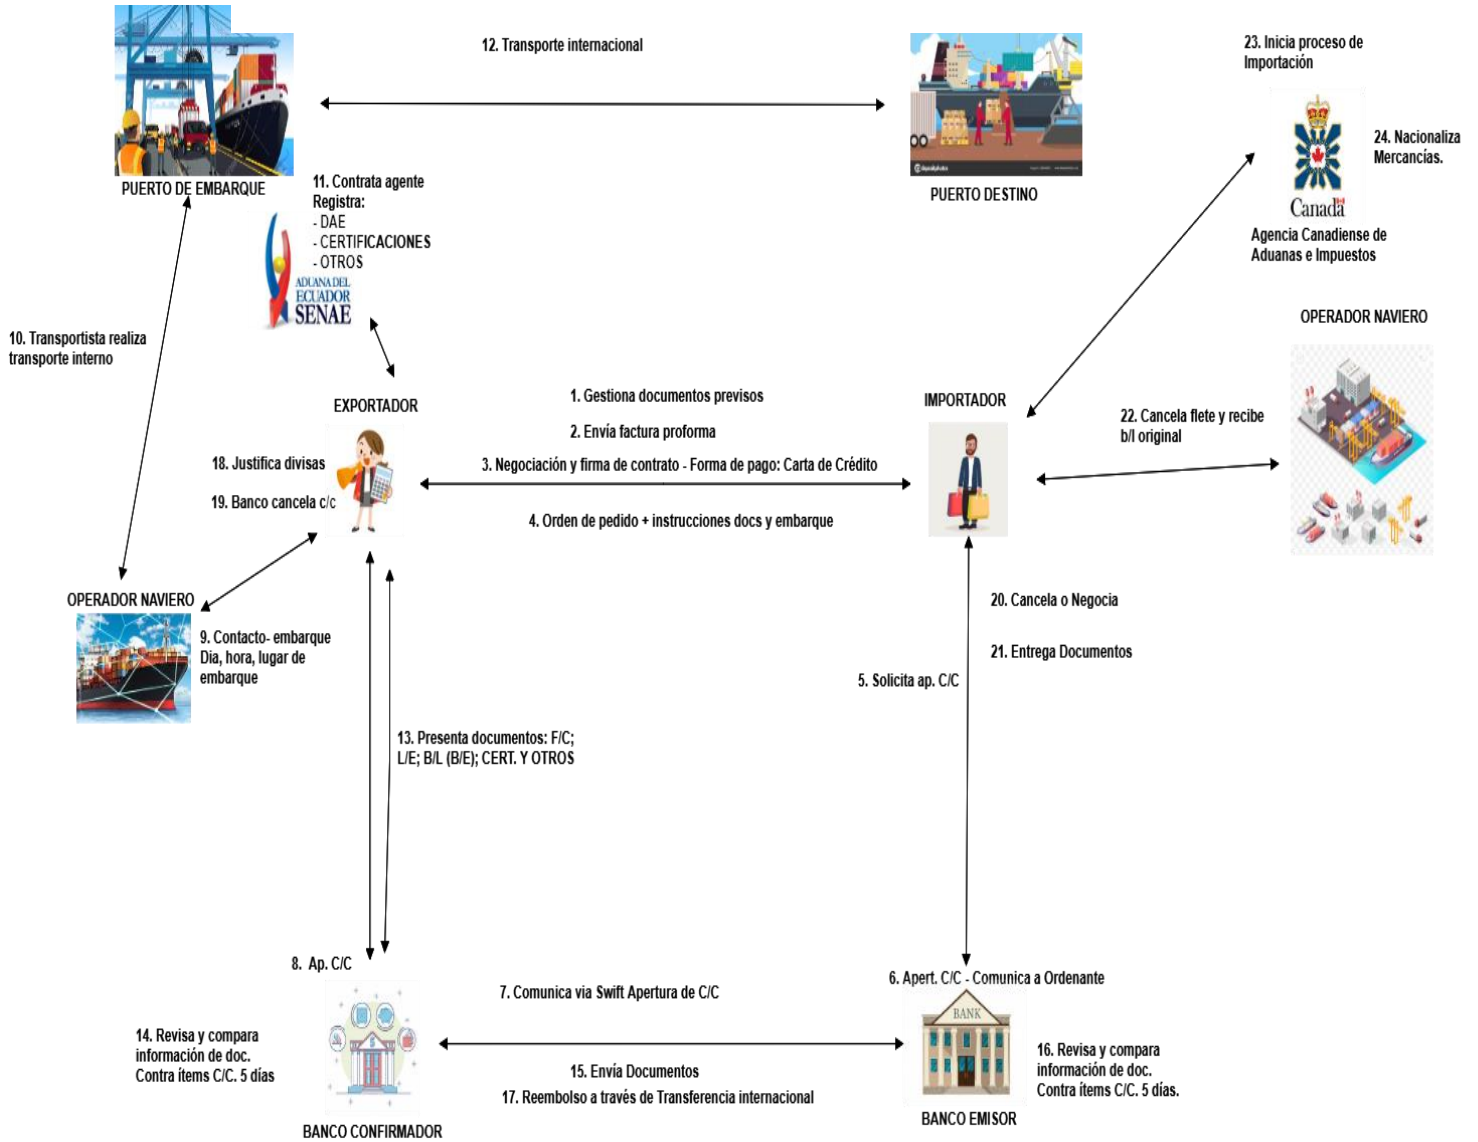 12. Transporte internacional
23. Inicia proceso de
Importación
24. Nacionaliza
Mercancías.
PUERTO DE EMBARQUE
11. Contrata agente
Registra:
- DAE
- CERTIFICACIONES
- OTROS
PUERTO DESTINO
Canada
Agencia Canadiense de
Aduanas e Impuestos
ADUANA DEL
ECUADOR
SENAE
OPERADOR NAVIERO
10. Transportista realiza
transporte interno
EXPORTADOR
1. Gestiona documentos previsos
IMPORTADOR
2. Envía factura proforma
22. Cancela flete y recibe
b/l original
18. Justifica divisas
3. Negociación y firma de contrato - Forma de pago: Carta de Crédito
19. Banco cancela c/c
4. Orden de pedido + instrucciones docs y embarque
OPERADOR NAVIERO
9. Contacto- embarque
Dia, hora, lugar de
embarque
20. Cancela o Negocia
21. Entrega Documentos
5. Solicita ap. C/C
13. Presenta documentos: F/C;
L/E; B/L (B/E); CERT. Y OTROS
8. Ap. C/C
6. Apert. C/C - Comunica a Ordenante
7. Comunica via Swift Apertura de C/C
BANK
14. Revisa y compara
información de doc.
Contra ítems C/C. 5 días
16. Revisa y compara
información de doc.
Contra ítems C/C. 5 días.
15. Envía Documentos
17. Reembolso a través de Transferencia internacional
BANCO CONFIRMADOR
BANCO EMISOR